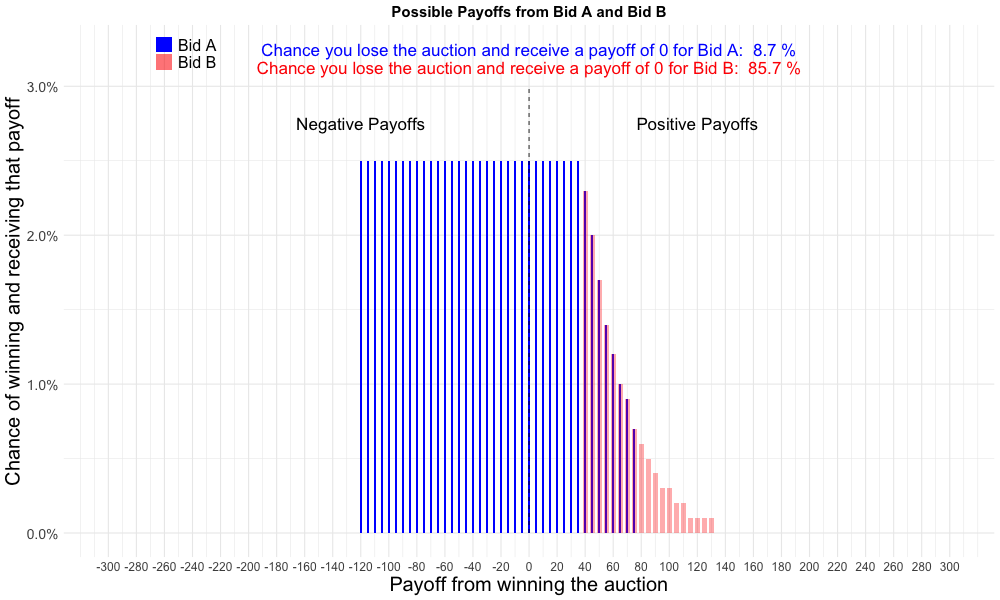 Possible Payoffs from Bid A and Bid B
Bid A
Bid B
Chance you lose the auction and receive a payoff of 0 for Bid A:  8.7 %
Chance you lose the auction and receive a payoff of 0 for Bid B:  85.7 %
Negative Payoffs
Positive Payoffs
Chance of winning and receiving that payoff
3.0%
2.0%
1.0%
0.0%
-300 -280 -260 -240 -220 -200 -180 -160 -140 -120 -100 -80 -60 -40 -20 0 20 40 60 80 100 120 140 160 180 200 220 240 260 280 300
Payoff from winning the auction